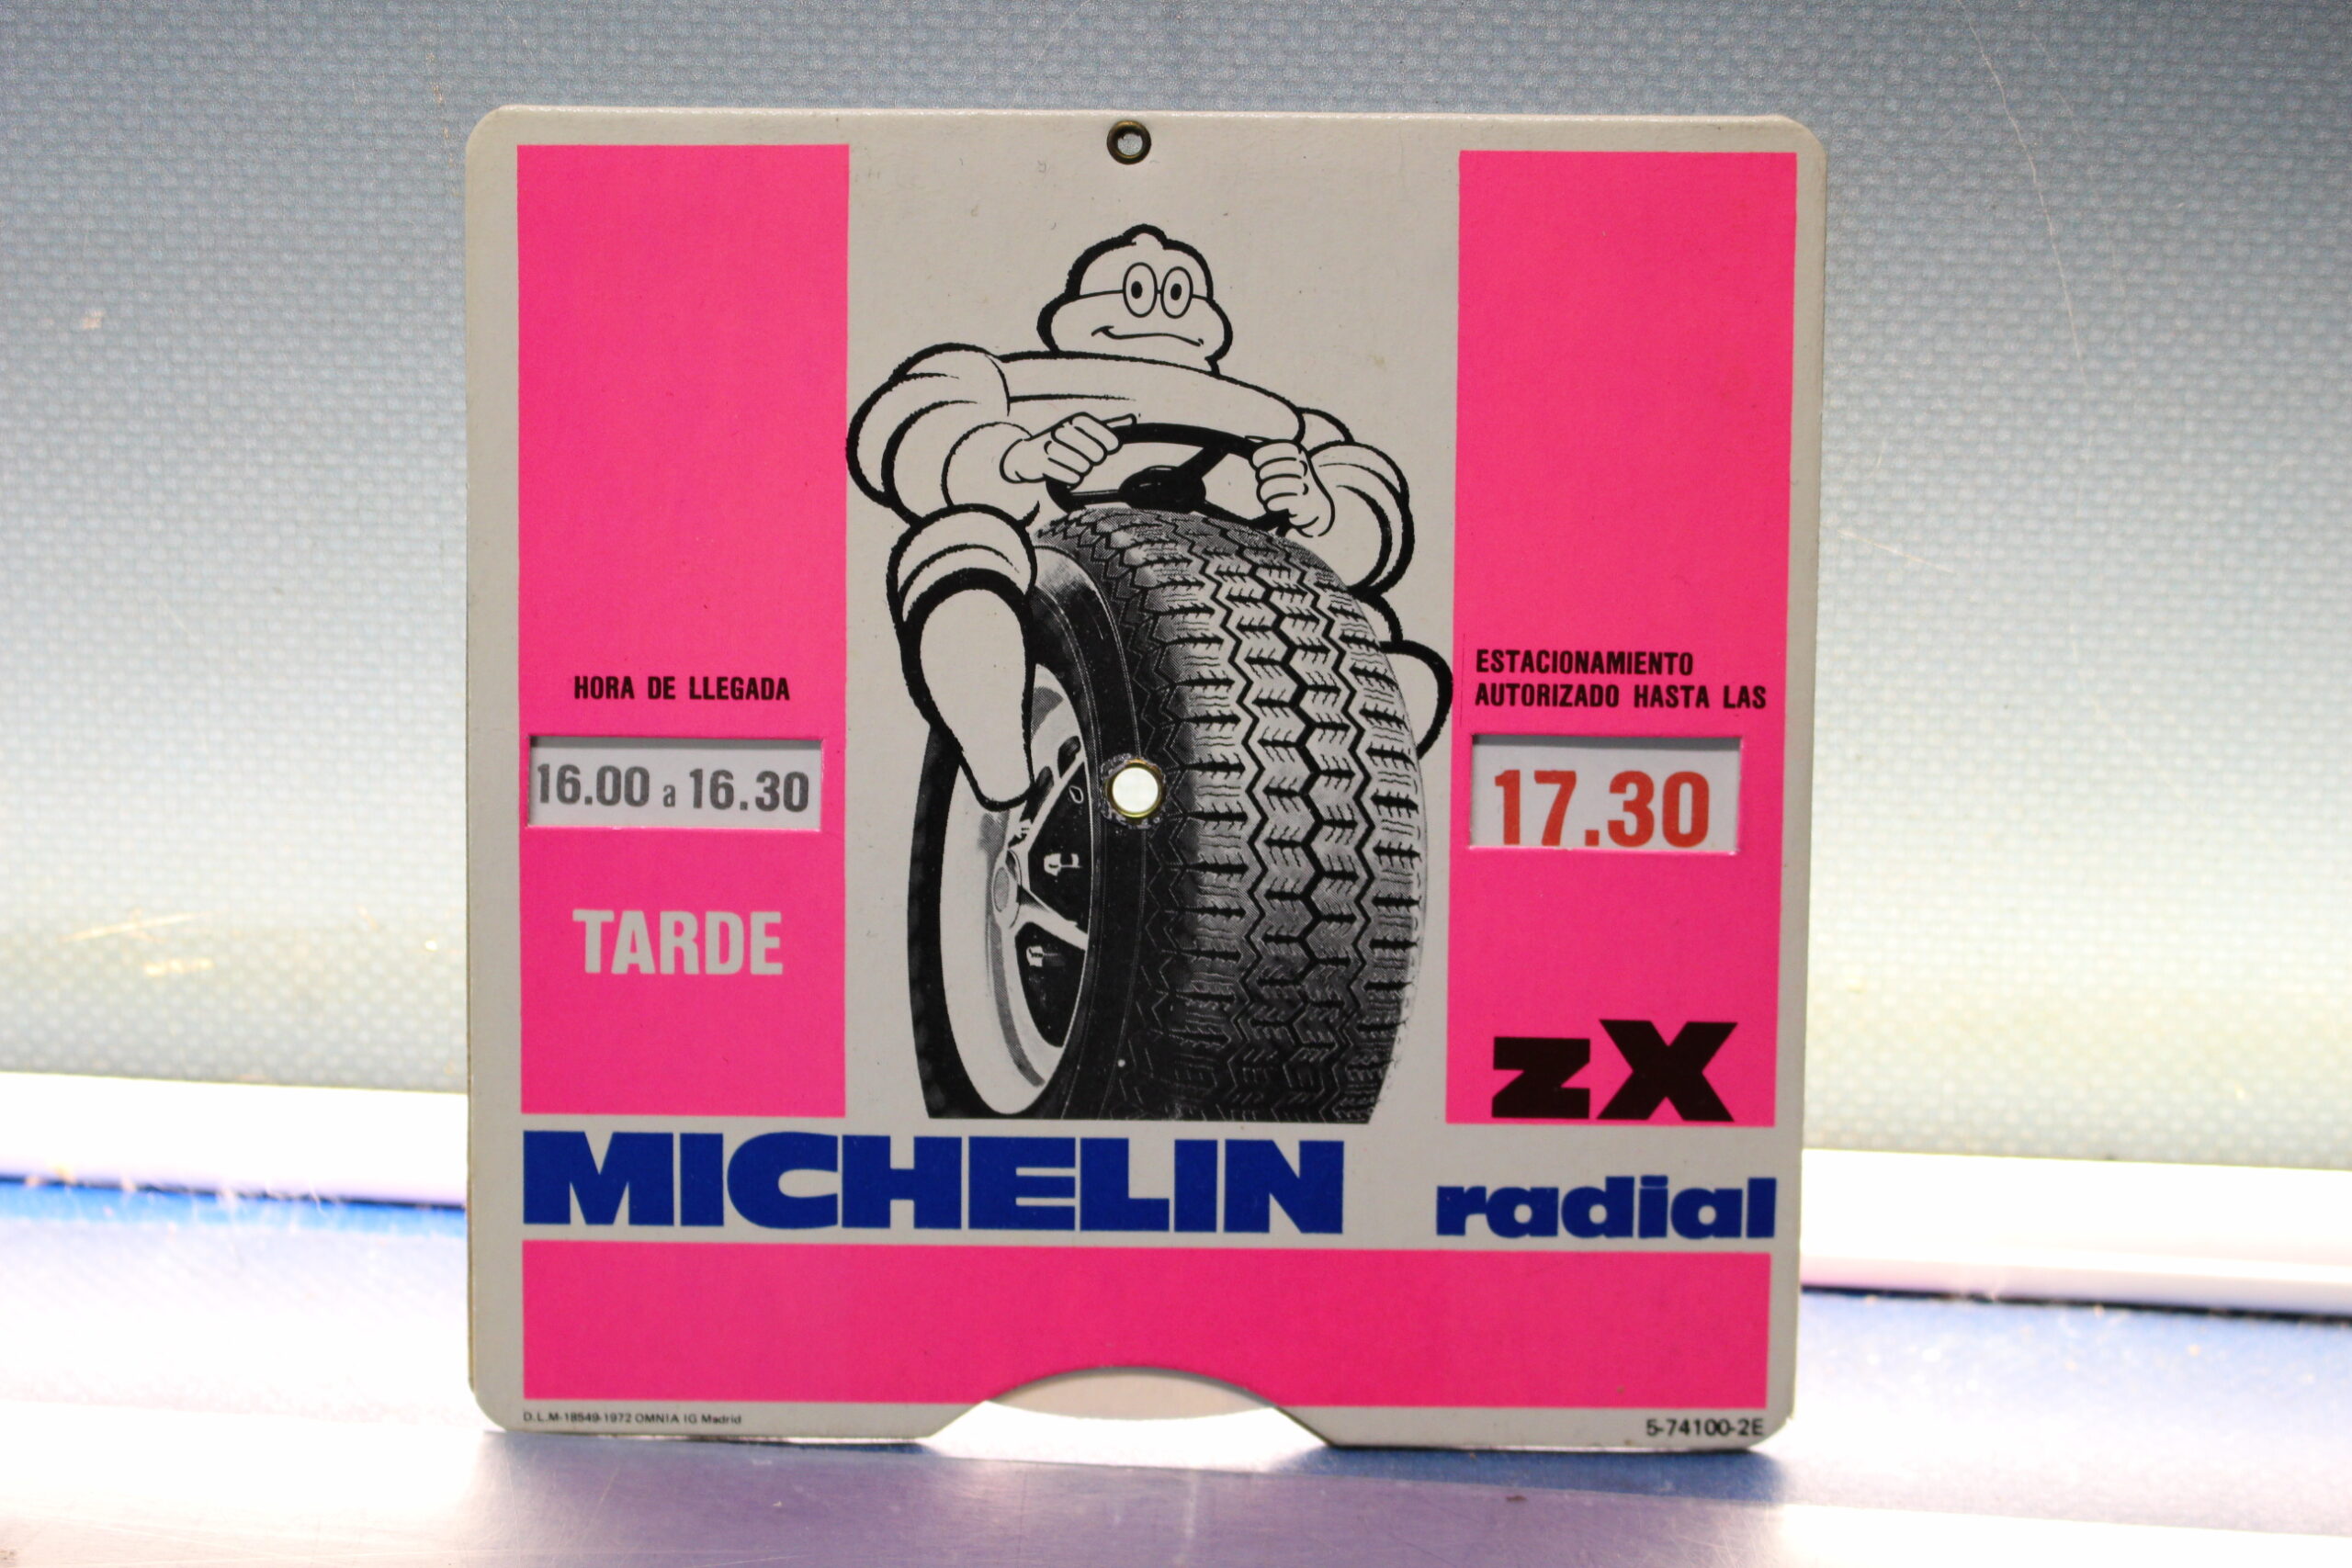 HORA DE LLEGADA
16.00 a 16.30
TARDE
ESTACIONAMIENTO
AUTORIZADO HASTA LAS
17.30
zX
MICHELIN radial
D.L.M-18549-1972 OMNIA IG Madrid
5-74100-2E